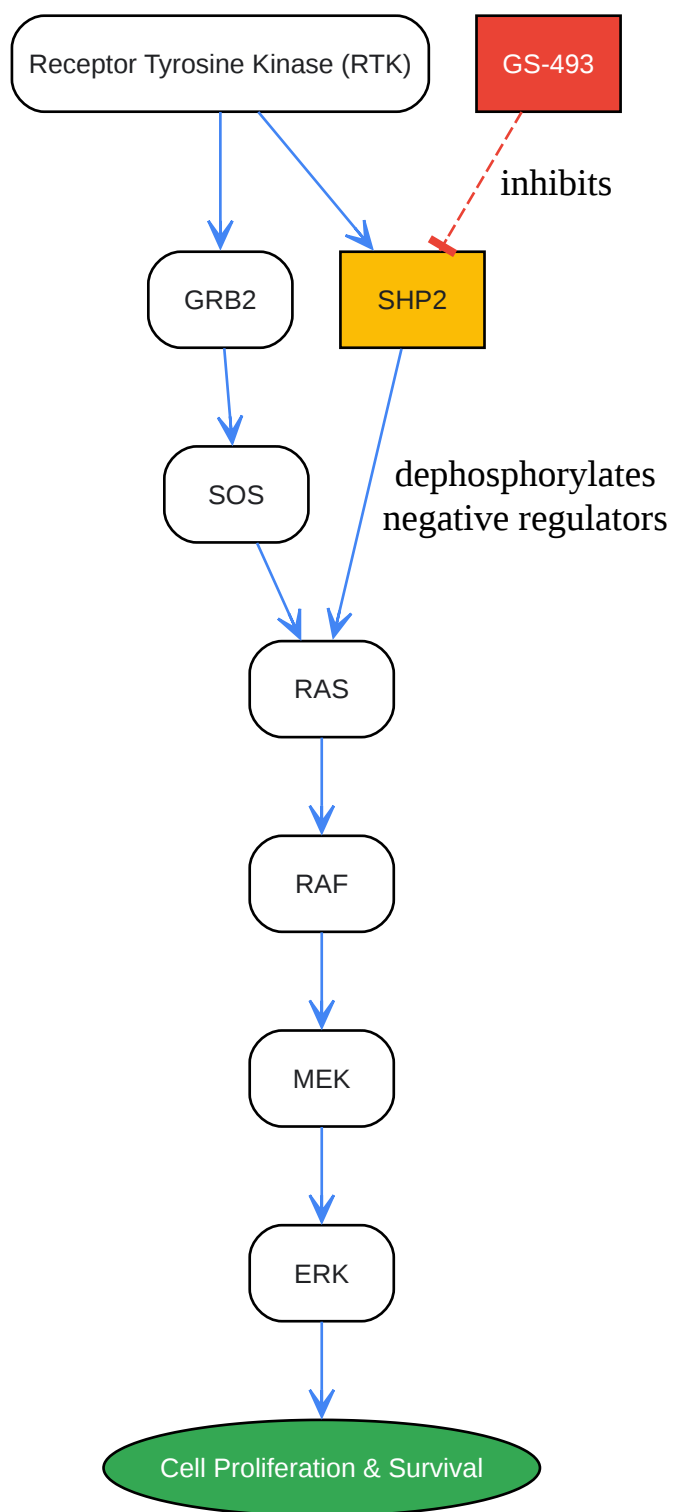 Receptor Tyrosine Kinase (RTK)
GS-493
inhibits
GRB2
SHP2
SOS
dephosphorylates
negative regulators
RAS
RAF
MEK
ERK
Cell Proliferation & Survival